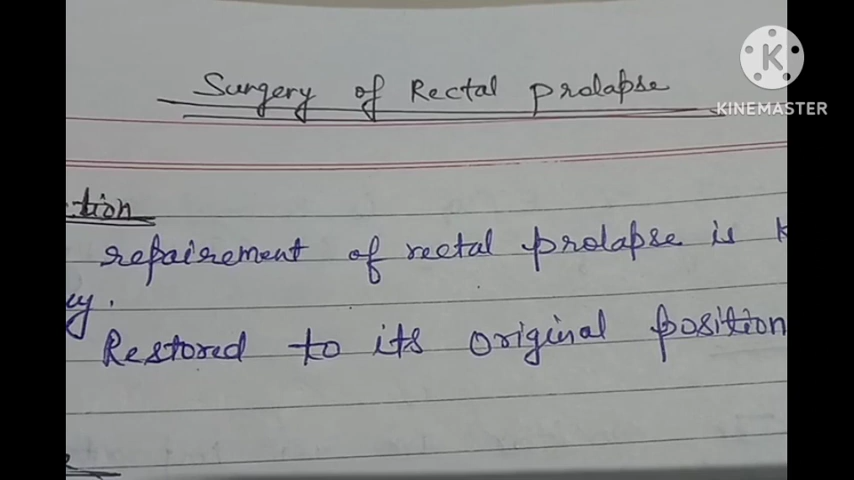 Surgery of Rectal prolapse
KINEMASTER
tion
repairement of rectal prolapse is
Restored to its original position